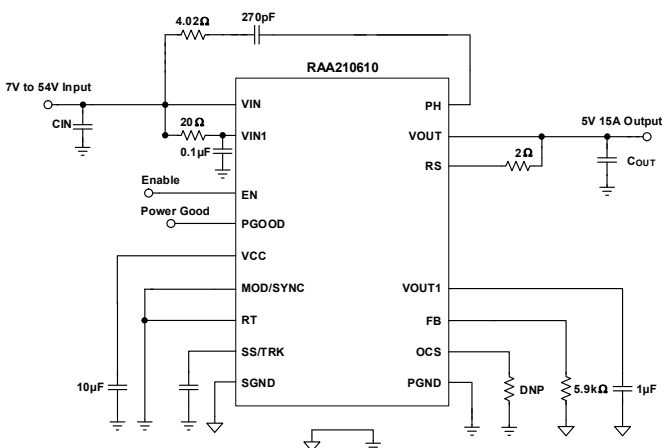 4.02Ω
270pF
RAA210610
7V to 54V Input
CIN
VIN
20Ω
VIN1
0.1µF
PH
VOUT
RS
2Ω
5V 15A Output
COUT
Enable
EN
Power Good
PGOOD
VCC
MOD/SYNC
VOUT1
RT
FB
SS/TRK
OCS
10µF
SGND
PGND
DNP
5.9kΩ
1µF